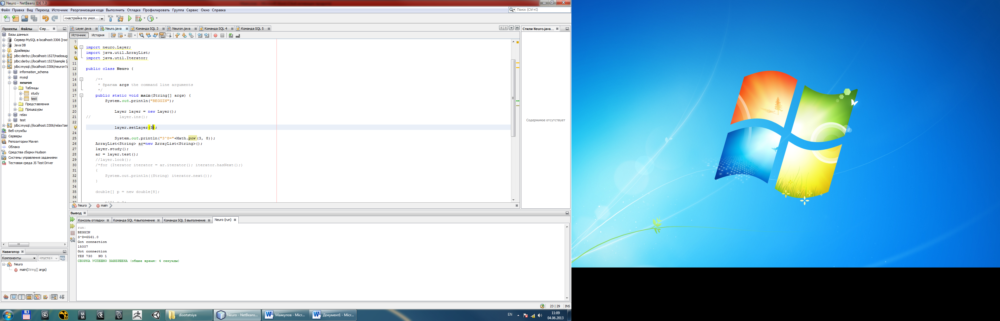 Neuro - NetBeans IDE 7.3
Файл Правка Вид Переход Источник Реорганизация кода Выполнить Отладка Профилировать Группа Сервис Окно Справка
Поиск (Ctrl+I)
<настройка по умол...
Проекты Файлы Слу...
Базы данных
Сервер MySQL в localhost:3306 [roo
Java DB
Драйверы
jdbc:derby://localhost:1527/nadosug
jdbc:derby://localhost:1527/sample [
jdbc:mysql://localhost:3306/neuron?z
information_schema
mysql
neuron
Таблицы
study
test
Представления
Процедуры
relax
test
jdbc:mysql://localhost:3306/relax?zer
Веб-службы
Серверы
Репозитории Maven
Облако
Средства сборки Hudson
Системы управления заданиями
Тестовая среда JS Test Driver
Навигатор
Компоненты <пусто>
Neuro
main(String[] args)
Layer.java Neuro.java Команда SQL 3 Neuron.java Команда SQL 4 Команда SQL 5
Источник История
7
import neuro.Layer;
9 import java.util.ArrayList;
import java.util.Iterator;
11
12 public class Neuro {
13
14 /**
15 * @param args the command line arguments
16 */
17 public static void main(String[] args) {
18 System.out.println("BEGGIN");
19
20 Layer layer = new Layer();
21 // layer.ins();
22
layer.setLayer(3);
24
25 System.out.println("3^8="+Math.pow(3, 8));
26 ArrayList<String> ar=new ArrayList<String>();
27 layer.study();
28 ar = layer.test();
29 //layer.look();
30 /*for (Iterator iterator = ar.iterator(); iterator.hasNext();)
31 {
32 System.out.println((String) iterator.next());
33 }
34
35 double[] p = new double[8];
36
Neuro main
Стили Neuro.java...
Содержимое отсутствует
Вывод
Консоль отладки Команда SQL 4 выполнение Команда SQL 5 выполнение Neuro (run)
run:
BEGGIN
3^8=6561.0
Got connection
15007
Got connection
YES 730 NO 1
СБОРКА УСПЕШНО ЗАВЕРШЕНА (общее время: 4 секунды)
23 | 29 INS
disertatsiya
Neuro - NetBeans...
Маякупов - Micr...
Документ1 - Micr...
EN
11:09
04.06.2013